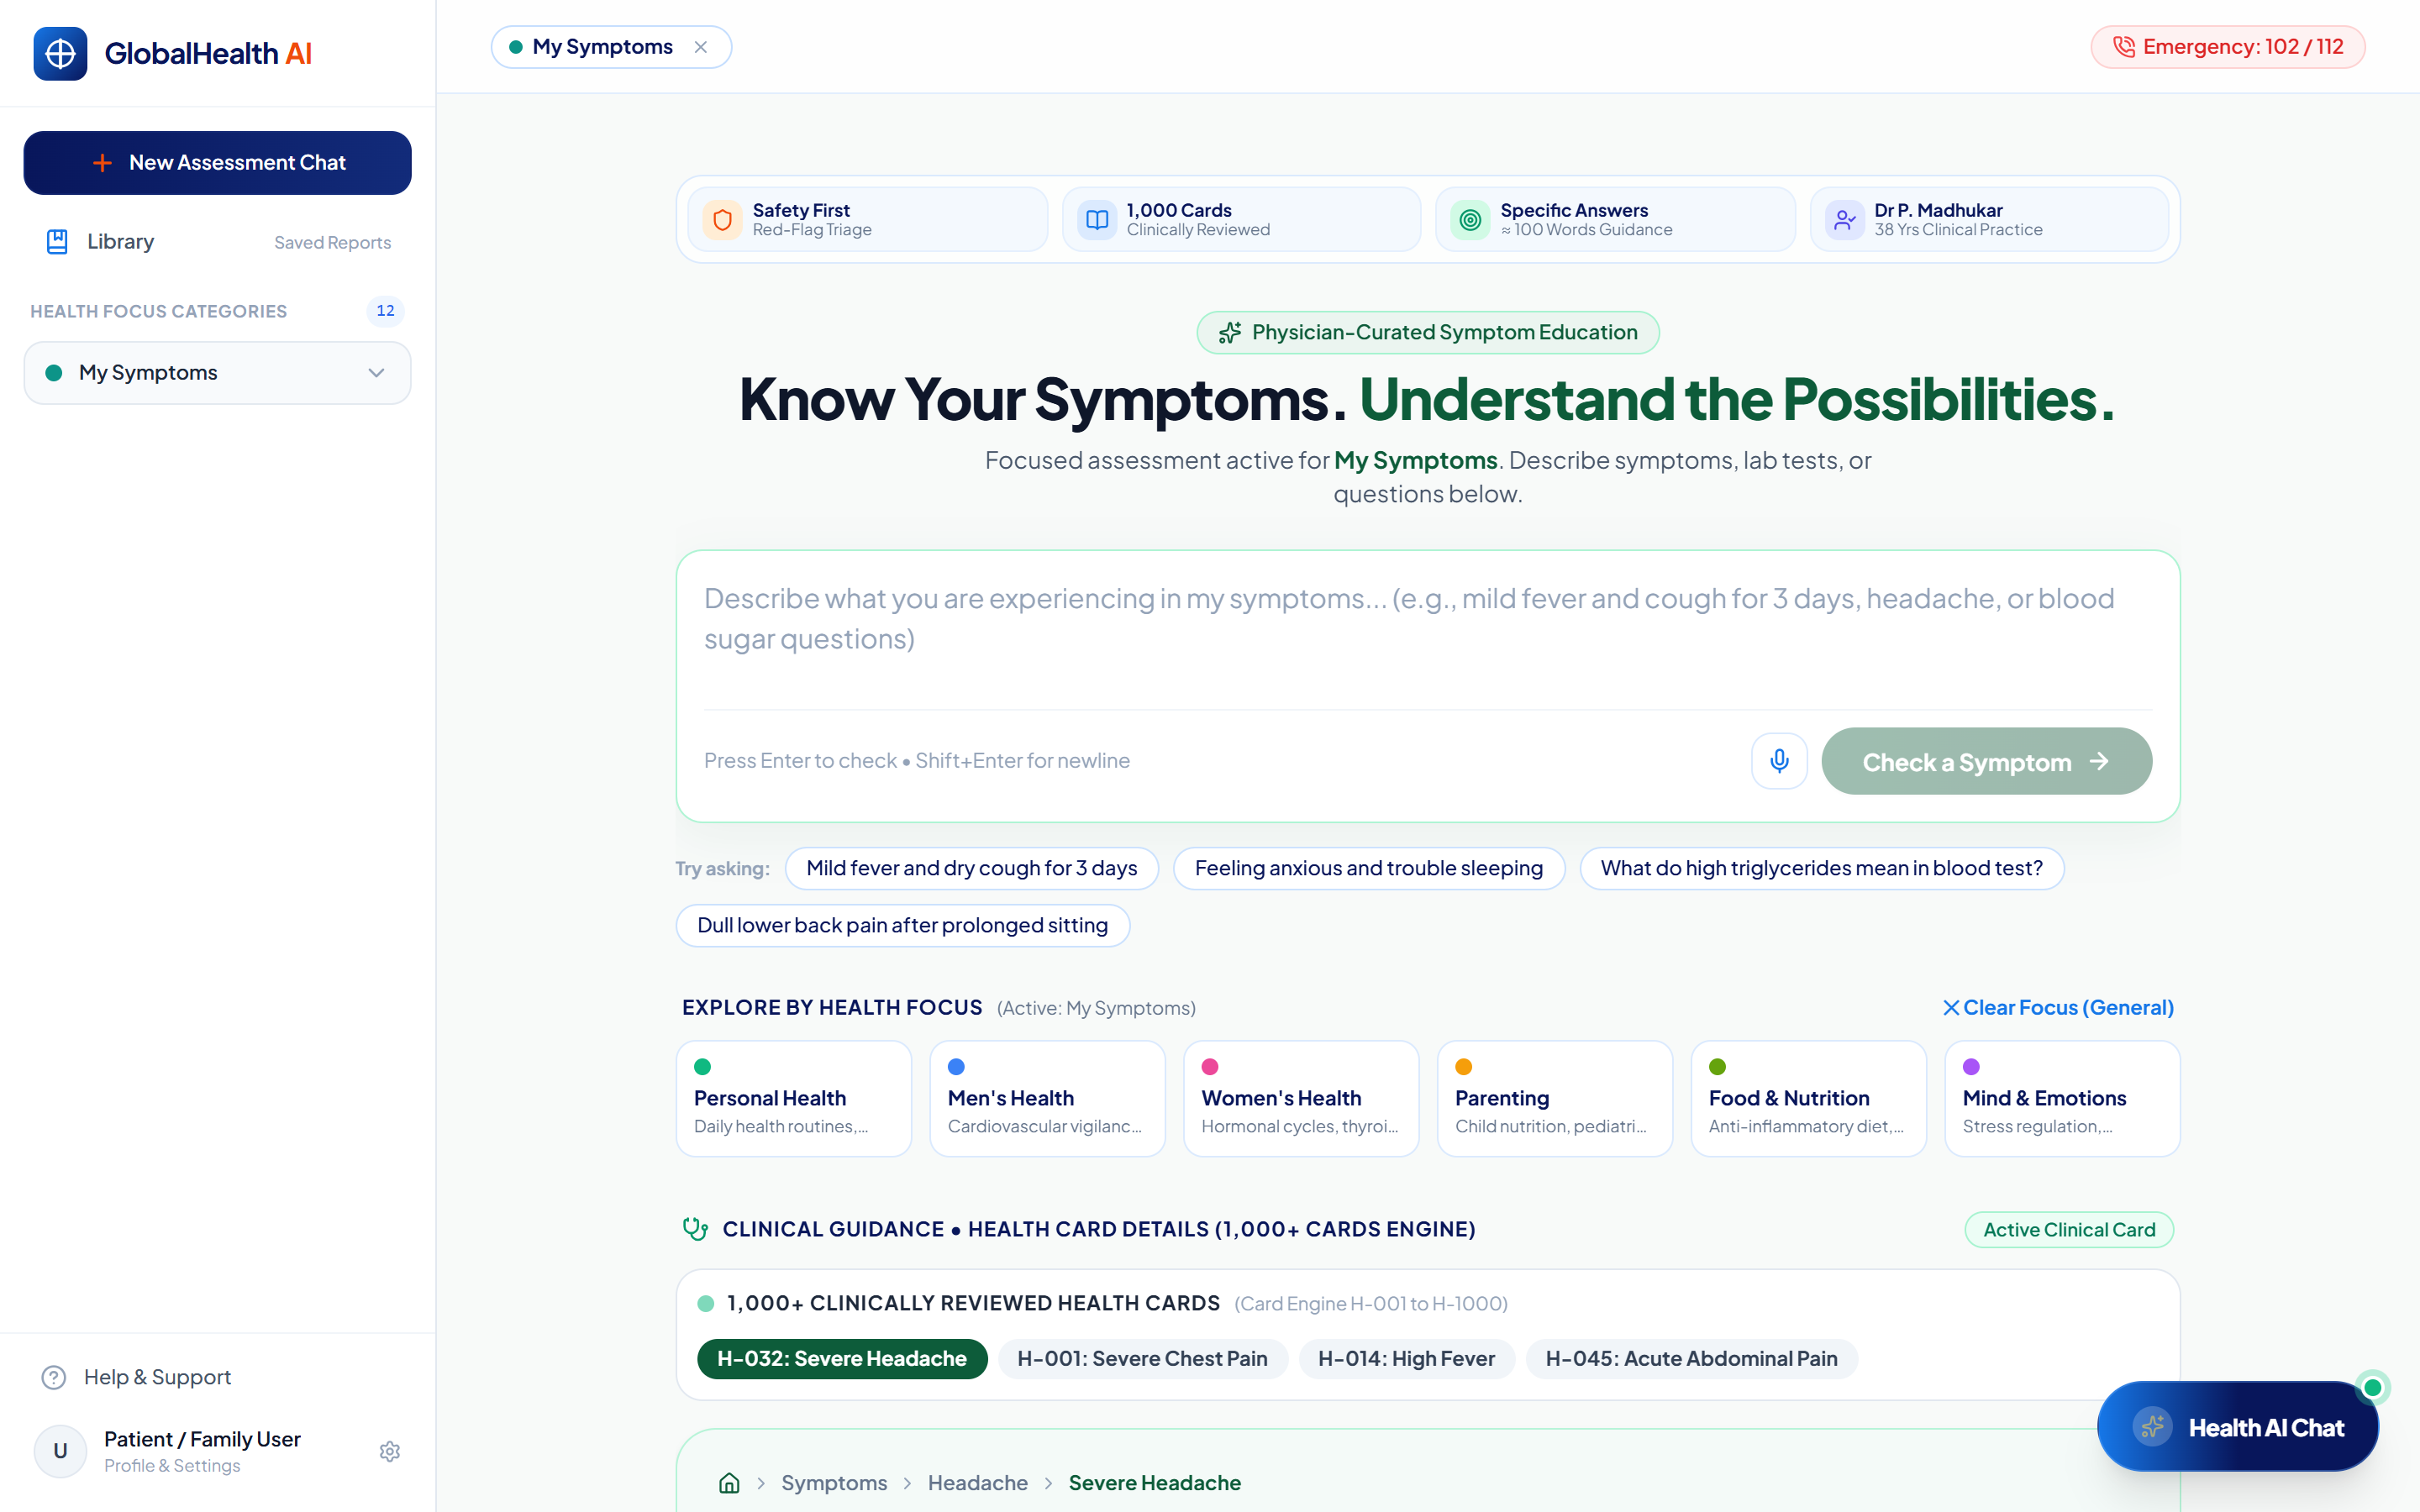 GlobalHealth AI
New Assessment Chat
Library
Saved Reports
HEALTH FOCUS CATEGORIES
12
My Symptoms
Help & Support
U
Patient / Family User
Profile & Settings
My Symptoms
Emergency: 102 / 112
Safety First
Red-Flag Triage
1,000 Cards
Clinically Reviewed
Specific Answers
≈ 100 Words Guidance
Dr P. Madhukar
38 Yrs Clinical Practice
Physician-Curated Symptom Education
Know Your Symptoms. Understand the Possibilities.
Focused assessment active for My Symptoms. Describe symptoms, lab tests, or
questions below.
Describe what you are experiencing in my symptoms... (e.g., mild fever and cough for 3 days, headache, or blood
sugar questions)
Press Enter to check • Shift+Enter for newline
Check a Symptom
Try asking:
Mild fever and dry cough for 3 days
Feeling anxious and trouble sleeping
What do high triglycerides mean in blood test?
Dull lower back pain after prolonged sitting
EXPLORE BY HEALTH FOCUS (Active: My Symptoms)
Clear Focus (General)
Personal Health
Daily health routines,...
Men's Health
Cardiovascular vigilanc...
Women's Health
Hormonal cycles, thyroi...
Parenting
Child nutrition, pediatri...
Food & Nutrition
Anti-inflammatory diet,...
Mind & Emotions
Stress regulation,...
CLINICAL GUIDANCE • HEALTH CARD DETAILS (1,000+ CARDS ENGINE)
Active Clinical Card
1,000+ CLINICALLY REVIEWED HEALTH CARDS (Card Engine H-001 to H-1000)
H-032: Severe Headache
H-001: Severe Chest Pain
H-014: High Fever
H-045: Acute Abdominal Pain
Symptoms > Headache > Severe Headache
Health AI Chat